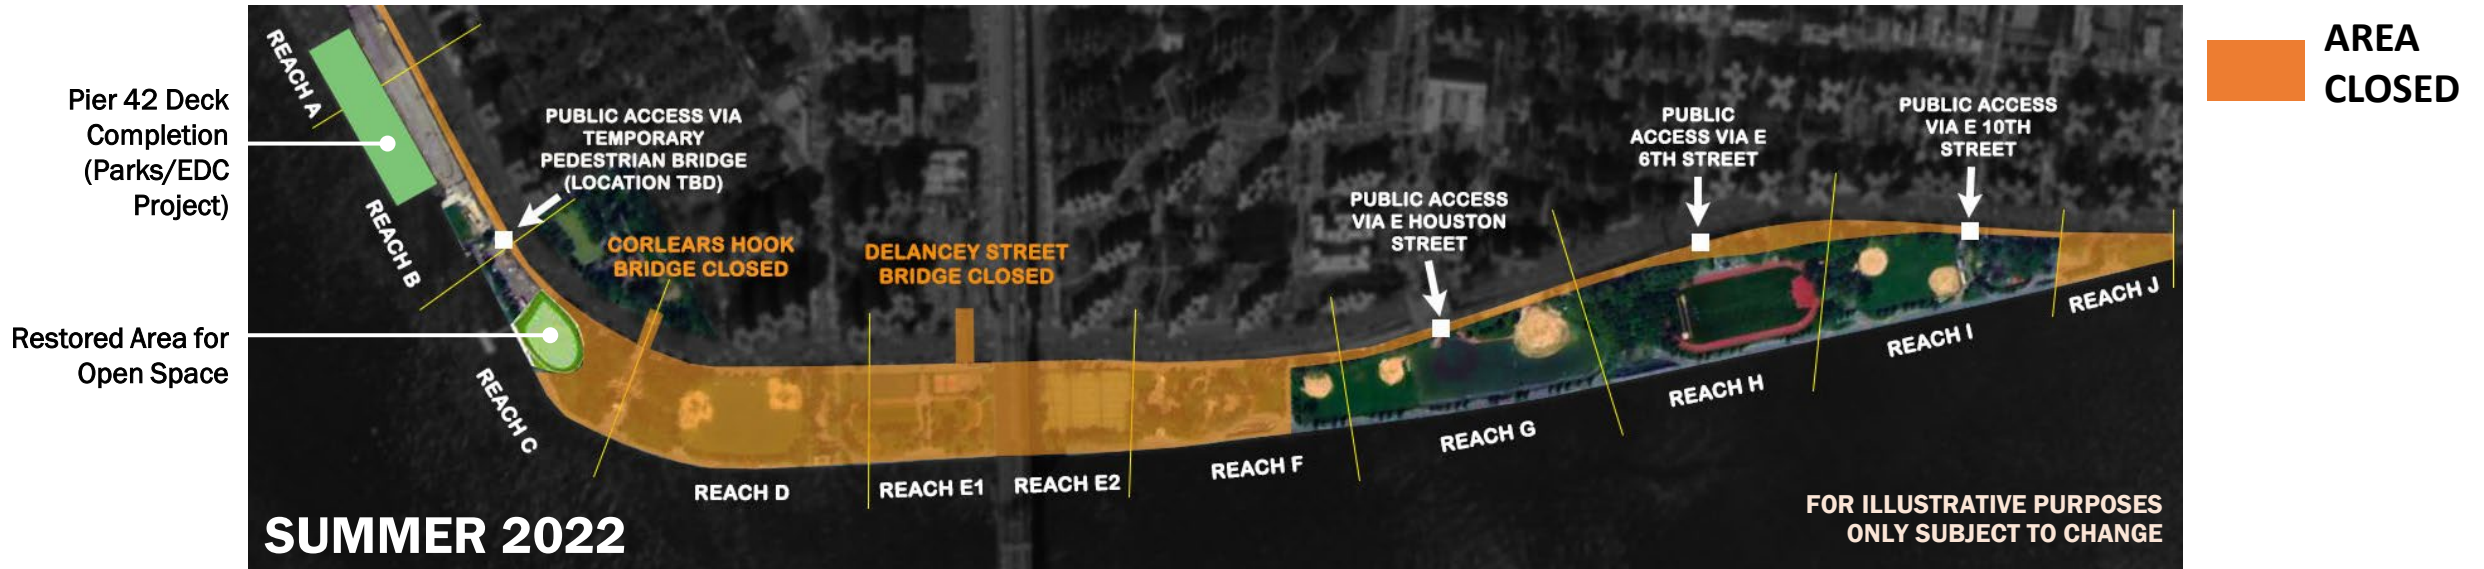 Pier 42 Deck
Completion
(Parks/EDC
Project)
Restored Area for
Open Space
REACH A
REACH B
REACH C
PUBLIC ACCESS VIA
TEMPORARY
PEDESTRIAN BRIDGE
(LOCATION TBD)
CORLEARS HOOK
BRIDGE CLOSED
DELANCEY STREET
BRIDGE CLOSED
PUBLIC ACCESS
VIA E HOUSTON
STREET
PUBLIC
ACCESS VIA E
6TH STREET
PUBLIC ACCESS
VIA E 10TH
STREET
REACH D
REACH E1
REACH E2
REACH F
REACH G
REACH H
REACH I
REACH J
SUMMER 2022
FOR ILLUSTRATIVE PURPOSES
ONLY SUBJECT TO CHANGE
AREA
CLOSED